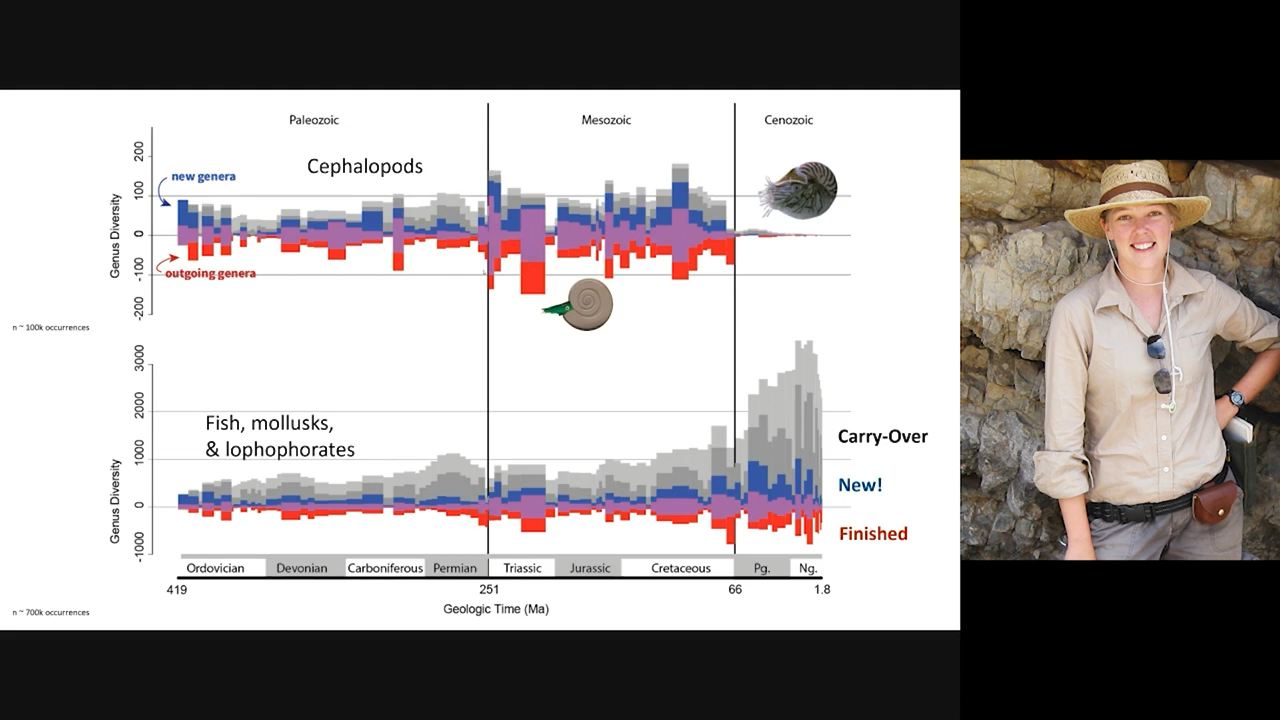 Paleozoic
Mesozoic
Cenozoic
Cephalopods
new genera
outgoing genera
Genus Diversity
200
100
0
-100
-200
n ~ 100k occurrences
Fish, mollusks,
& lophophorates
Genus Diversity
3000
2000
1000
0
-1000
Carry-Over
New!
Finished
Ordovician
Devonian
Carboniferous
Permian
Triassic
Jurassic
Cretaceous
Pg.
Ng.
419
251
66
1.8
Geologic Time (Ma)
n ~ 700k occurrences